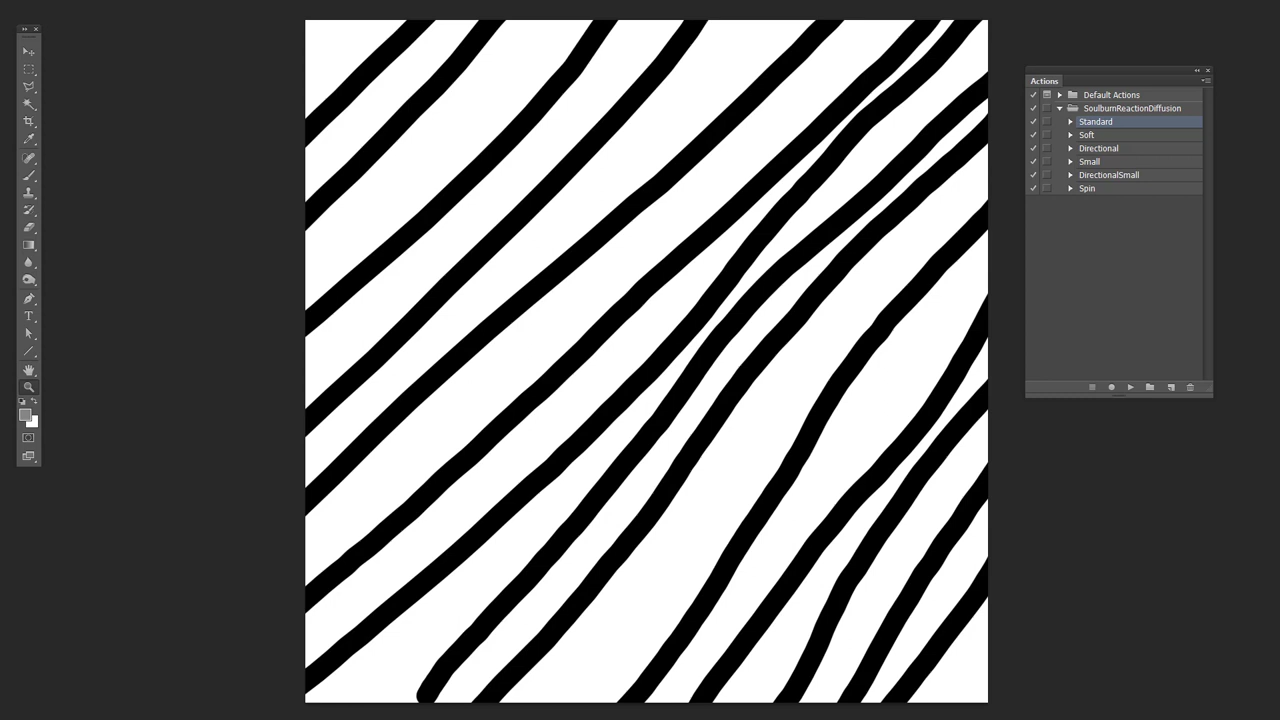 Actions
Default Actions
SoulburnReactionDiffusion
Standard
Soft
Directional
Small
DirectionalSmall
Spin